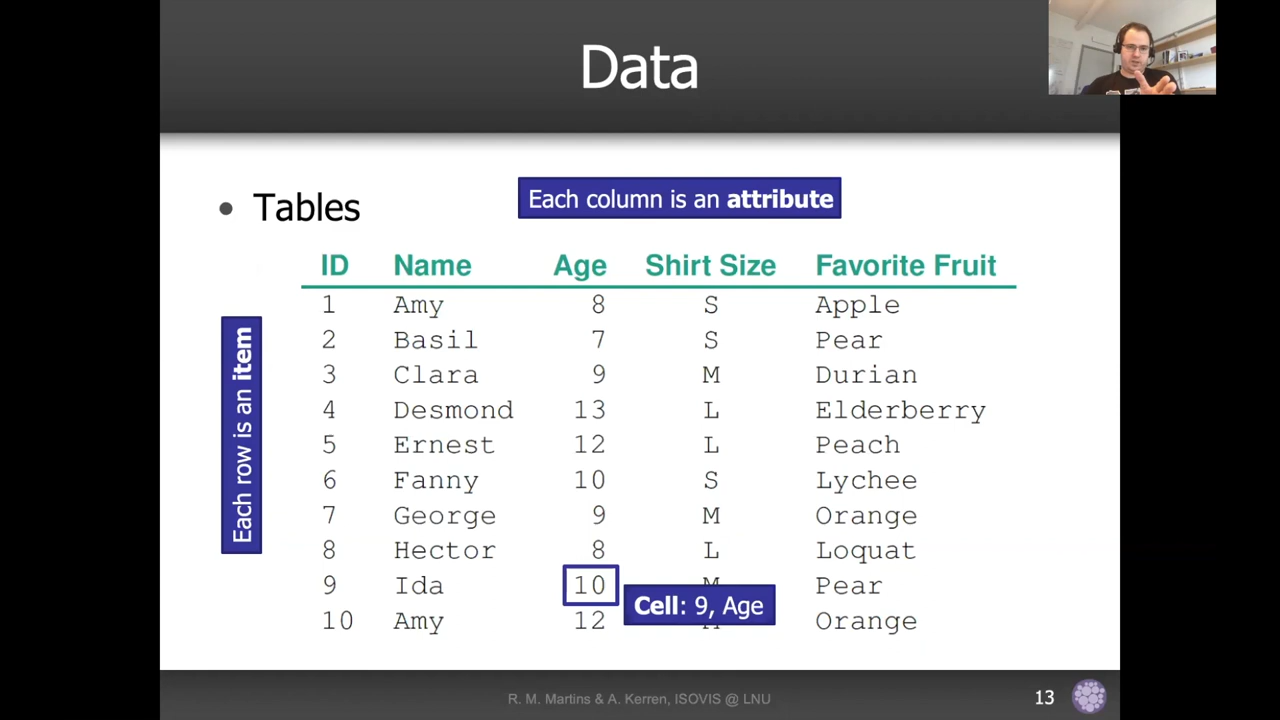 Data
• Tables
Each column is an attribute
ID Name Age Shirt Size Favorite Fruit
1 Amy 8 S Apple
2 Basil 7 S Pear
3 Clara 9 M Durian
4 Desmond 13 L Elderberry
5 Ernest 12 L Peach
6 Fanny 10 S Lychee
7 George 9 M Orange
8 Hector 8 L Loquat
9 Ida 10 M Pear
10 Amy 12 Orange
Each row is an item
Cell: 9, Age
R. M. Martins & A. Kerren, ISOVIS @ LNU
13